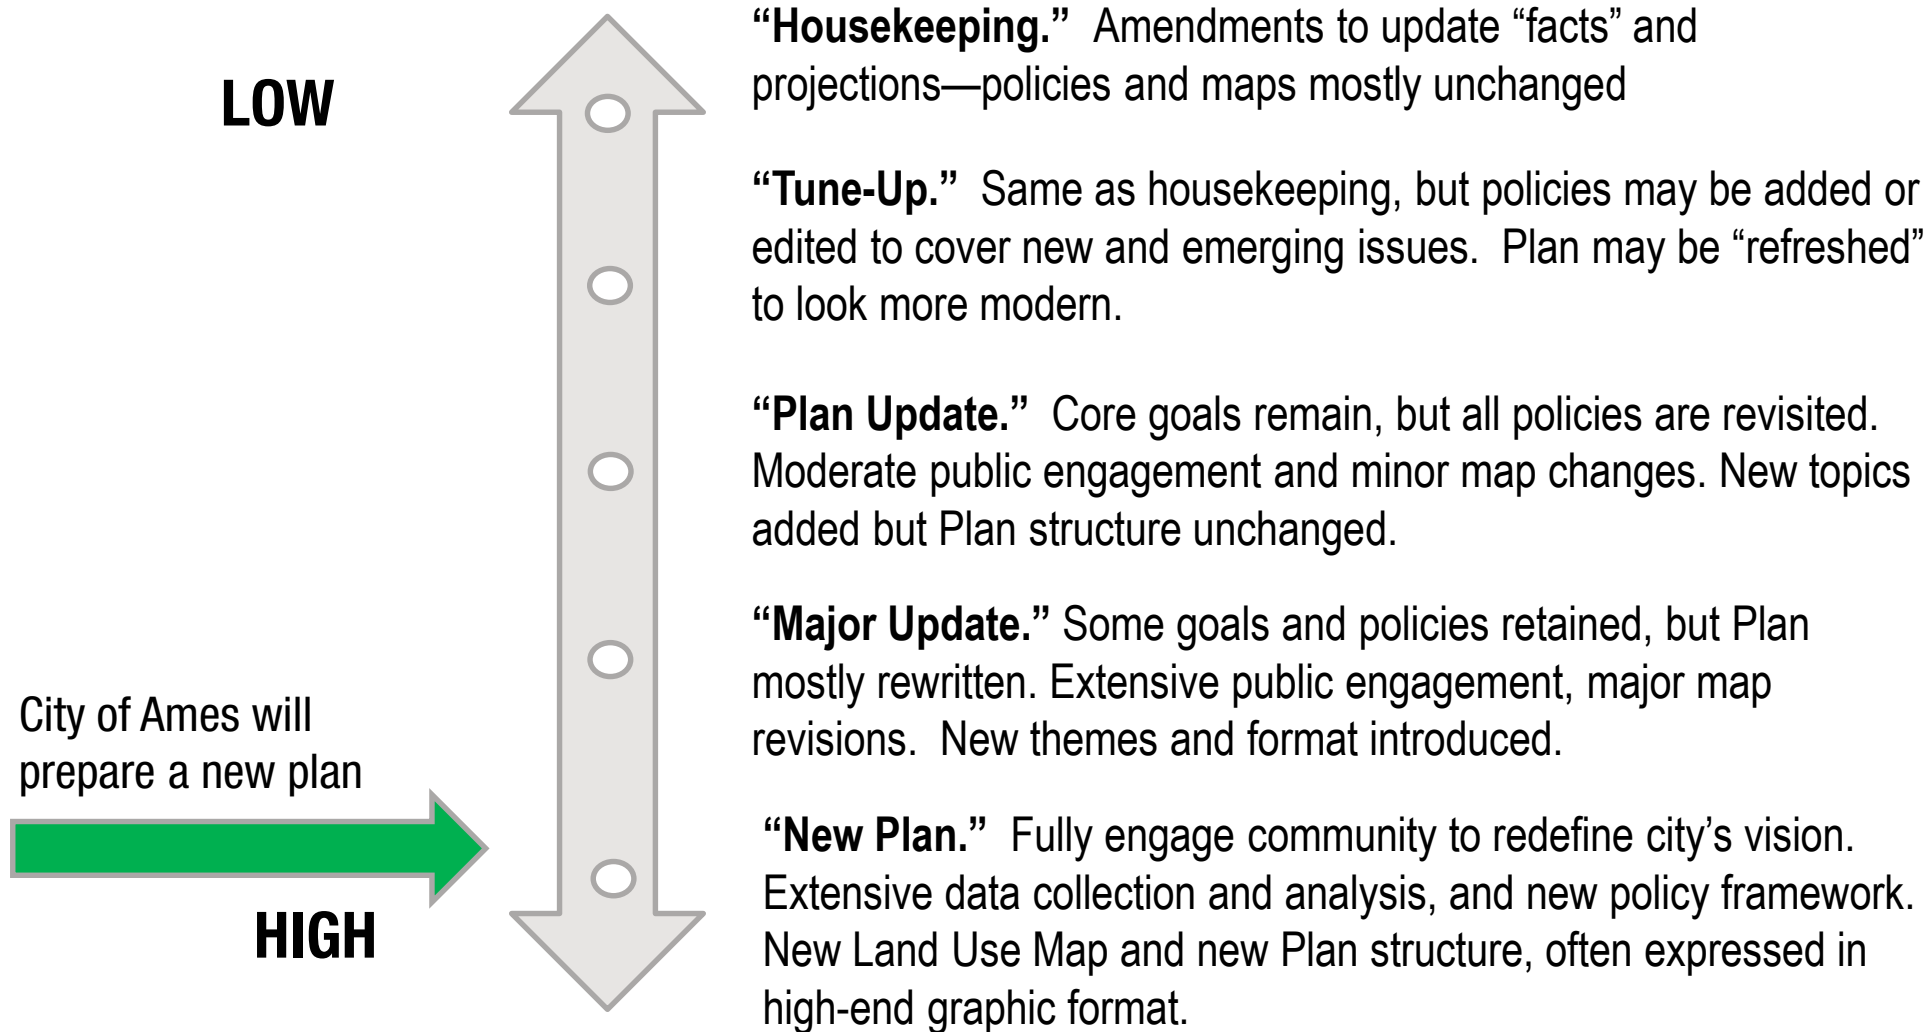 LOW
“Housekeeping.” Amendments to update “facts” and
projections—policies and maps mostly unchanged
“Tune-Up.” Same as housekeeping, but policies may be added or
edited to cover new and emerging issues. Plan may be “refreshed”
to look more modern.
“Plan Update.” Core goals remain, but all policies are revisited.
Moderate public engagement and minor map changes. New topics
added but Plan structure unchanged.
“Major Update.” Some goals and policies retained, but Plan
mostly rewritten. Extensive public engagement, major map
revisions. New themes and format introduced.
City of Ames will
prepare a new plan
HIGH
“New Plan.” Fully engage community to redefine city’s vision.
Extensive data collection and analysis, and new policy framework.
New Land Use Map and new Plan structure, often expressed in
high-end graphic format.